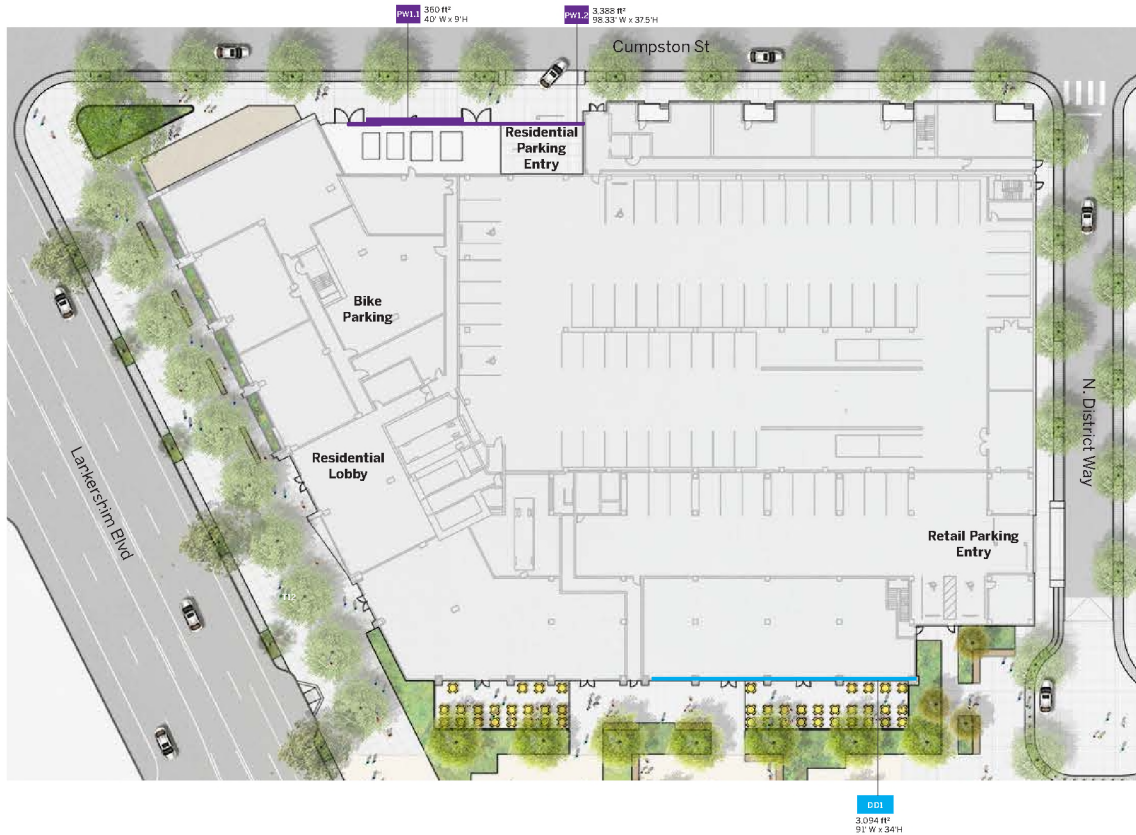 PW1.1
360 ft²
40' W x 9'H
PW1.2
3,388 ft²
98.33' W x 37.5'H
Cumpston St
Residential
Parking
Entry
Bike
Parking
Residential
Lobby
Lankershim Blvd
N. District Way
Retail Parking
Entry
112
DD1
3,094 ft²
91' W x 34'H